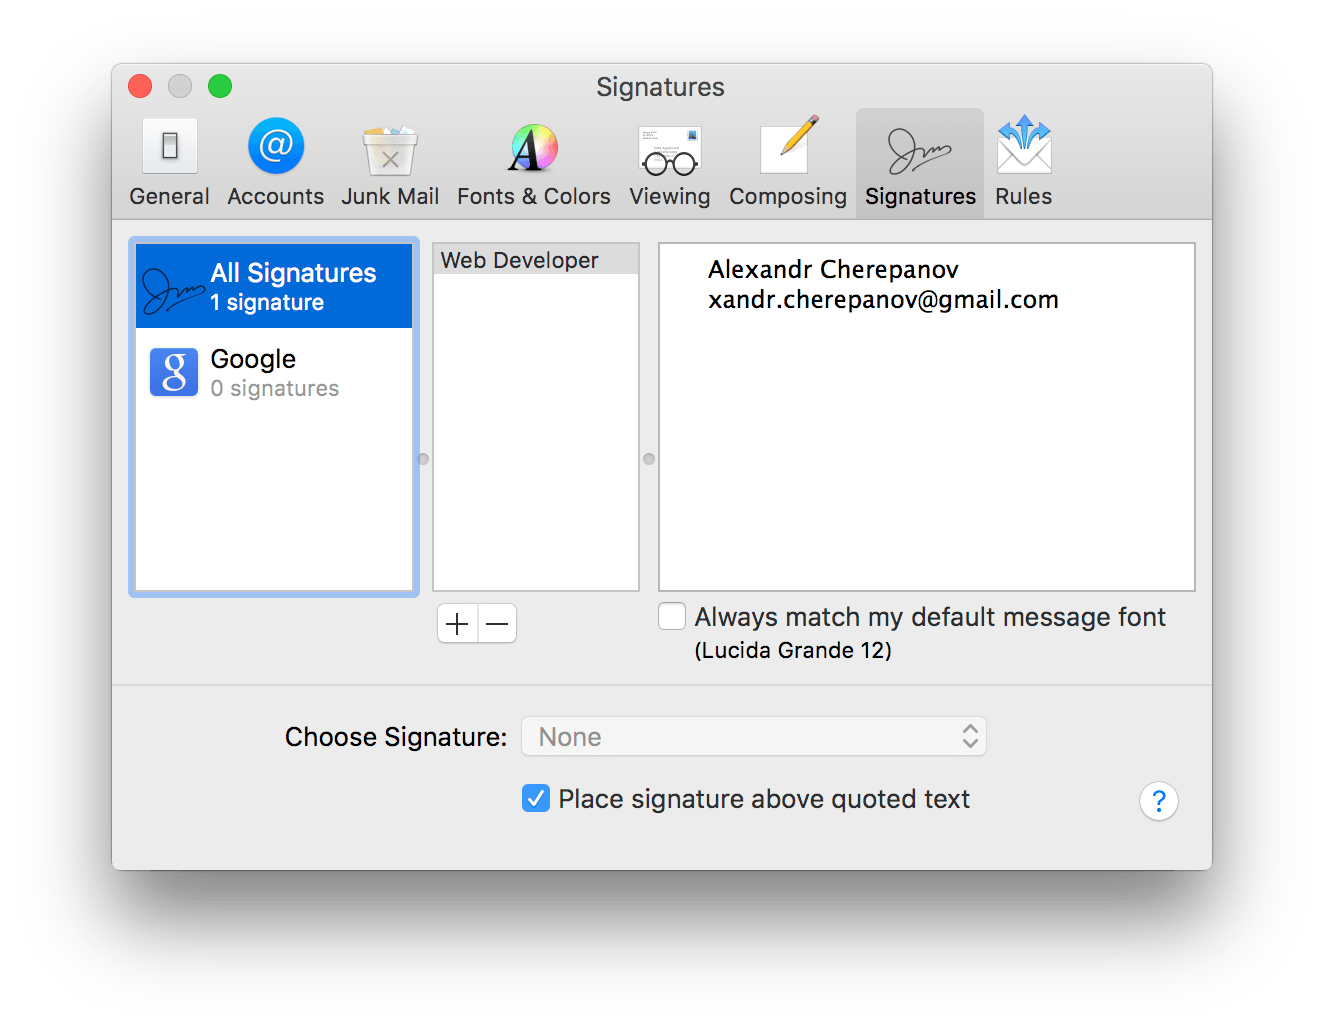 Signatures
General
Accounts
Junk Mail
Fonts & Colors
Viewing
Composing
Signatures
Rules
All Signatures
1 signature
Google
0 signatures
Web Developer
Alexandr Cherepanov
xandr.cherepanov@gmail.com
Always match my default message font
(Lucida Grande 12)
Choose Signature:
None
Place signature above quoted text
?